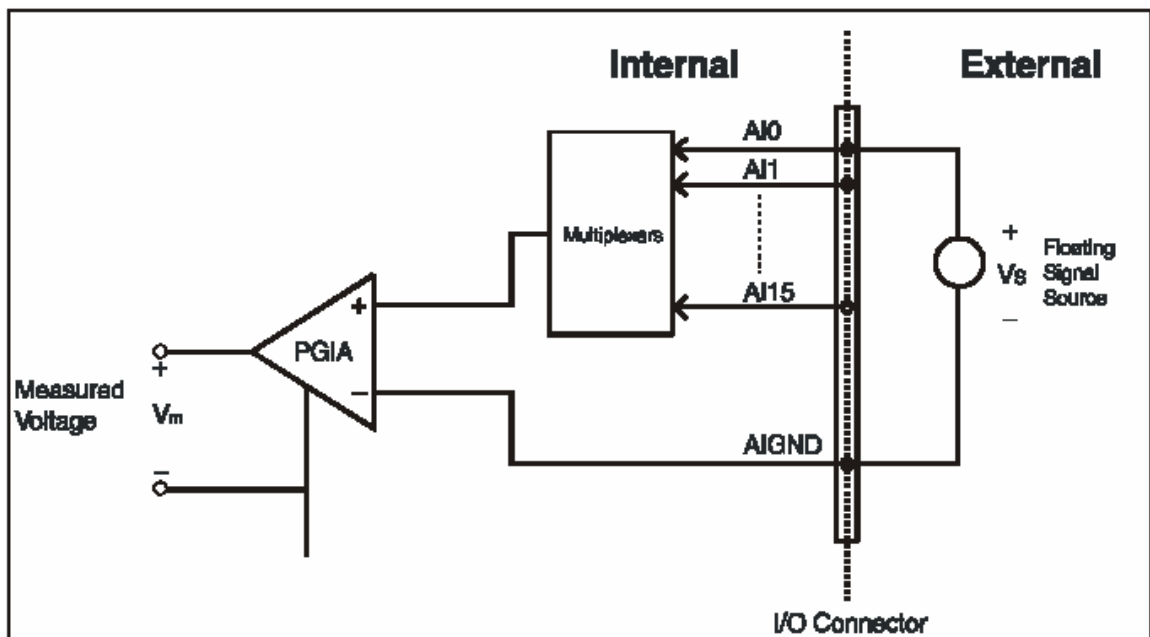 Internal
External
AI0
AI1
Multiplexers
AI15
+
Vs
−
Floating
Signal
Source
+
PGIA
−
Measured
Voltage
+
Vm
−
AIGND
I/O Connector